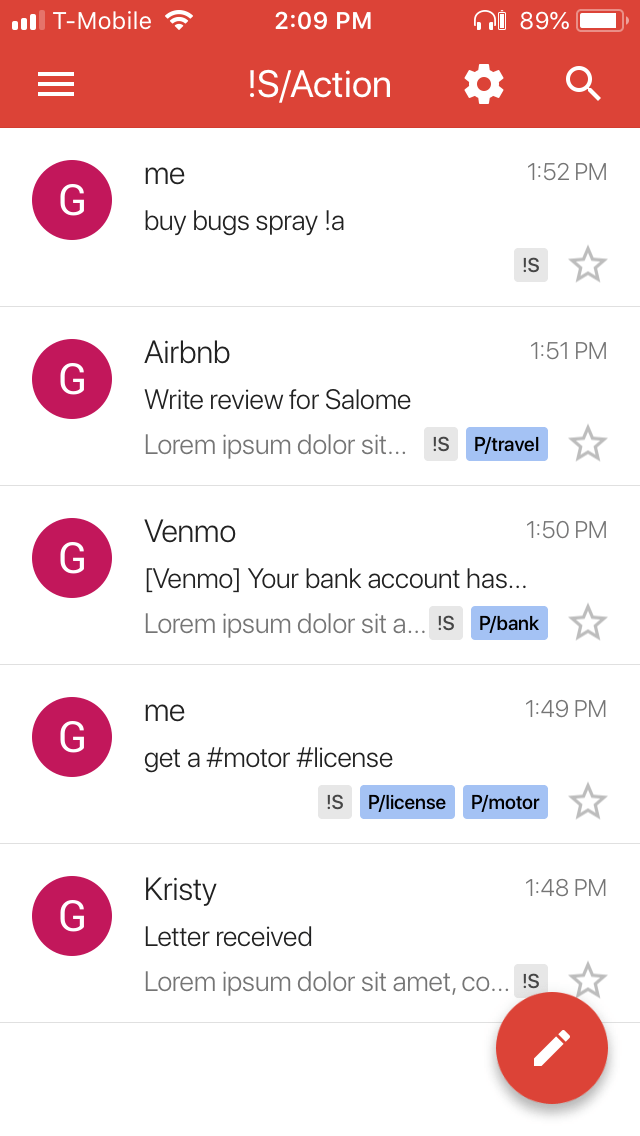 T-Mobile 2:09 PM 89%
!S/Action
G me 1:52 PM
buy bugs spray !a
!S
G Airbnb 1:51 PM
Write review for Salome
Lorem ipsum dolor sit... !S P/travel
G Venmo 1:50 PM
[Venmo] Your bank account has...
Lorem ipsum dolor sit a... !S P/bank
G me 1:49 PM
get a #motor #license
!S P/license P/motor
G Kristy 1:48 PM
Letter received
Lorem ipsum dolor sit amet, co... !S